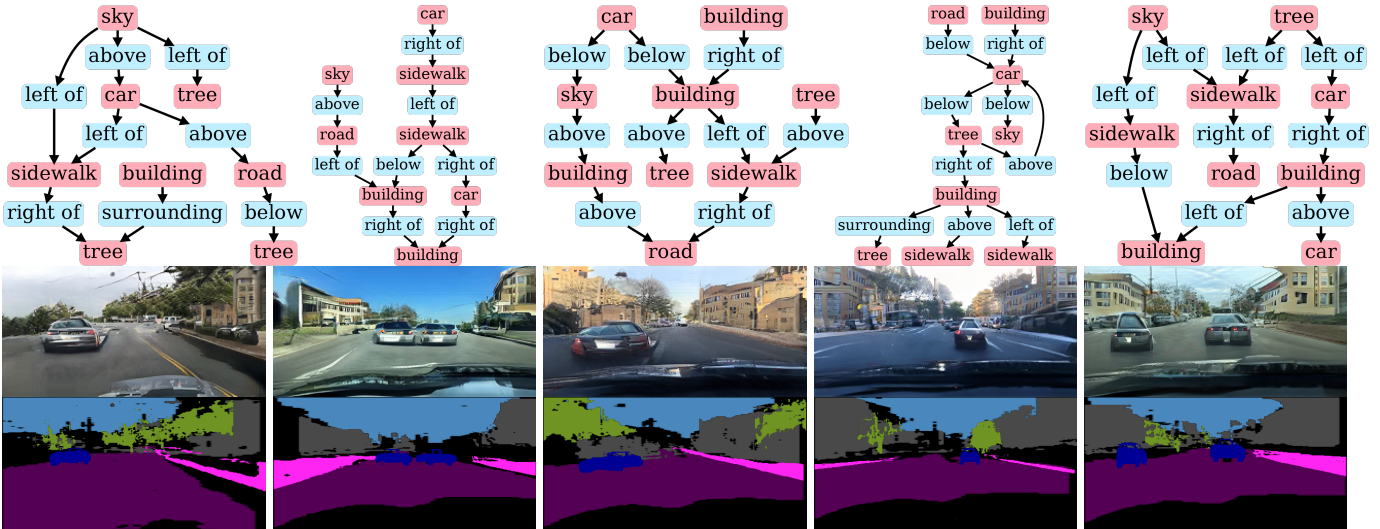 sky
above
left of
left of
car
tree
left of
above
sidewalk
building
road
right of
surrounding
below
tree
tree
car
right of
sky
sidewalk
above
left of
road
sidewalk
left of
below
right of
building
car
right of
right of
building
car
building
below
below
right of
sky
building
tree
above
above
left of
above
building
tree
sidewalk
above
right of
road
road
building
below
right of
car
below
below
tree
sky
right of
above
building
surrounding
above
left of
tree
sidewalk
sidewalk
sky
tree
left of
left of
left of
left of
sidewalk
car
sidewalk
right of
right of
below
road
building
left of
above
building
car